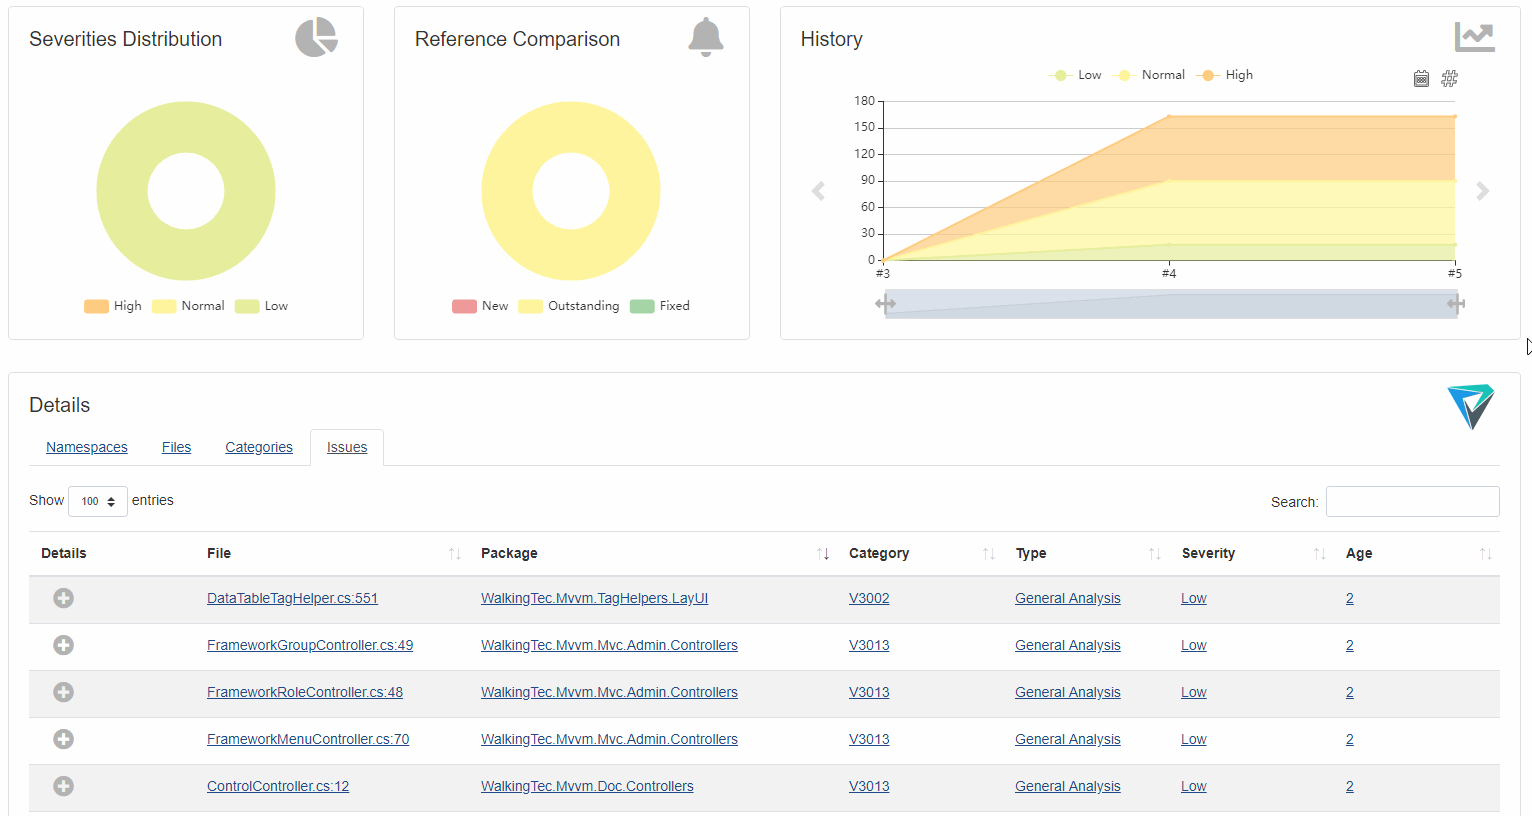 Severities Distribution
High Normal Low
Reference Comparison
New Outstanding Fixed
History
Low Normal High
180
150
120
90
60
30
0
#3 #4 #5
Details
Namespaces Files Categories Issues
Show 100 entries Search:
Details File Package Category Type Severity Age
DataTableTagHelper.cs:551 WalkingTec.Mvvm.TagHelpers.LayUI V3002 General Analysis Low 2
FrameworkGroupController.cs:49 WalkingTec.Mvvm.Mvc.Admin.Controllers V3013 General Analysis Low 2
FrameworkRoleController.cs:48 WalkingTec.Mvvm.Mvc.Admin.Controllers V3013 General Analysis Low 2
FrameworkMenuController.cs:70 WalkingTec.Mvvm.Mvc.Admin.Controllers V3013 General Analysis Low 2
ControlController.cs:12 WalkingTec.Mvvm.Doc.Controllers V3013 General Analysis Low 2